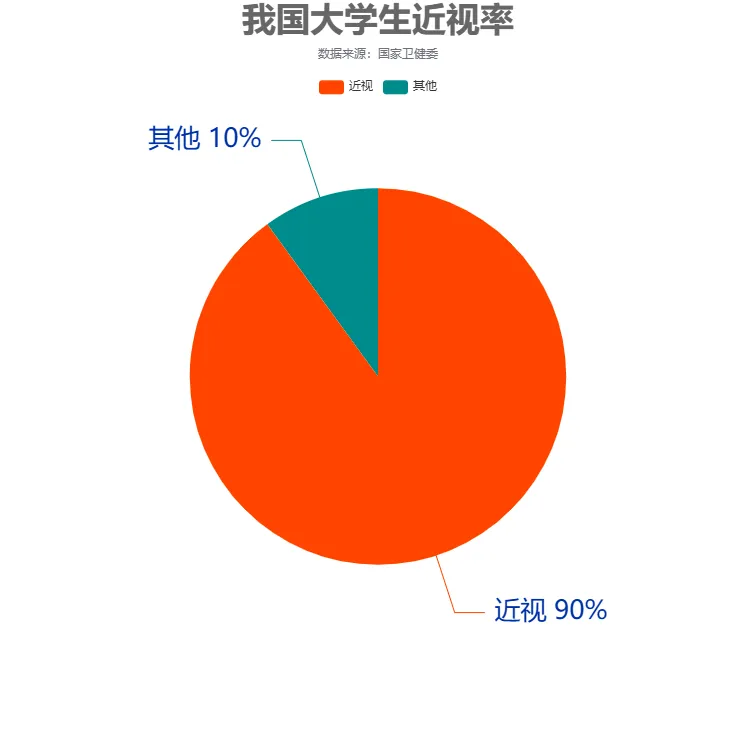 我国大学生近视率
数据来源：国家卫健委
近视 其他
其他 10%
近视 90%